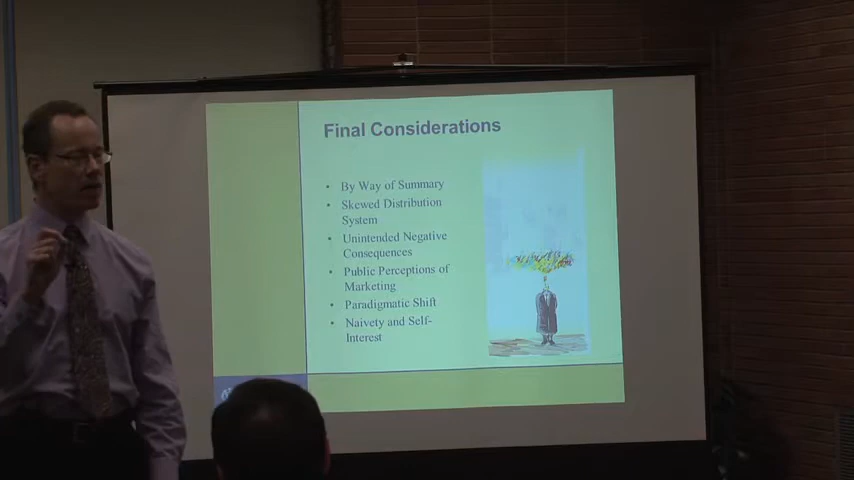 Final Considerations
• By Way of Summary
• Skewed Distribution
System
• Unintended Negative
Consequences
• Public Perceptions of
Marketing
• Paradigmatic Shift
• Naivety and Self-
Interest